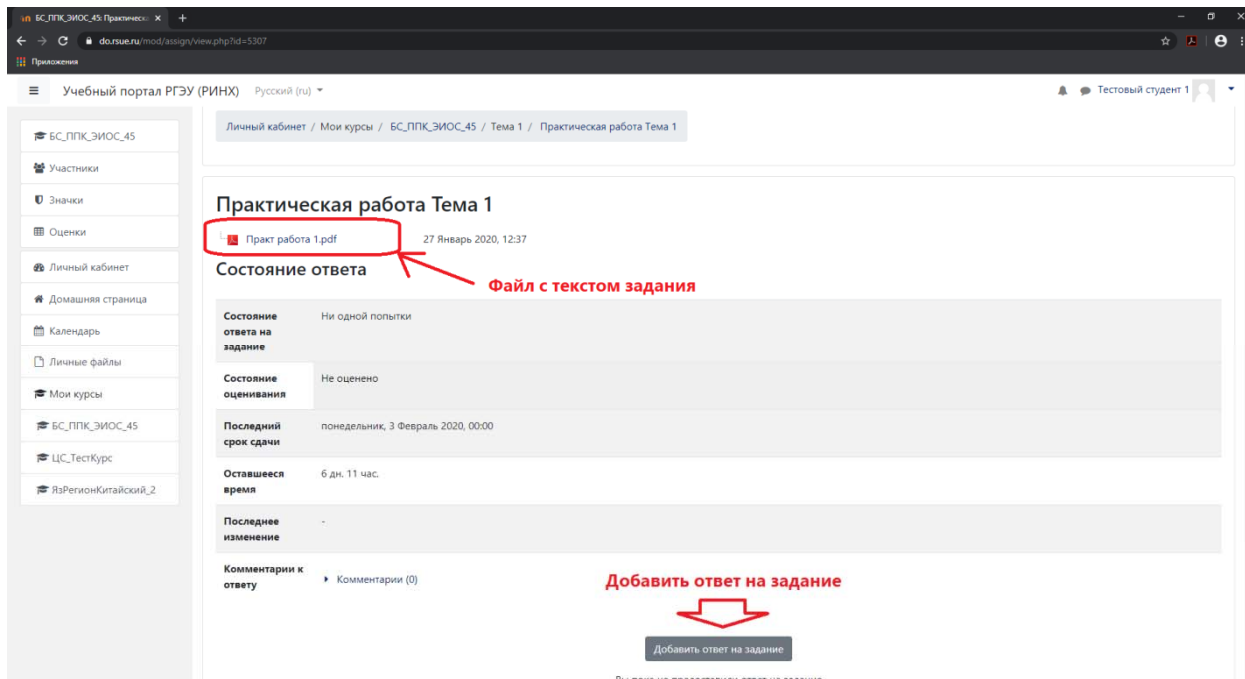 БС_ППК_ЭИОС_45: Практическ
do.rsue.ru/mod/assign/view.php?id=5307
Приложения
Учебный портал РГЭУ (РИНХ) Русский (ru)
Тестовый студент 1
БС_ППК_ЭИОС_45
Участники
Значки
Оценки
Личный кабинет
Домашняя страница
Календарь
Личные файлы
Мои курсы
БС_ППК_ЭИОС_45
ЦС_ТестКурс
ЯзРегионКитайский_2
Личный кабинет / Мои курсы / БС_ППК_ЭИОС_45 / Тема 1 / Практическая работа Тема 1
Практическая работа Тема 1
Практ работа 1.pdf 27 Январь 2020, 12:37
Состояние ответа
Файл с текстом задания
Состояние Ни одной попытки
ответа на
задание
Состояние Не оценено
оценивания
Последний понедельник, 3 Февраль 2020, 00:00
срок сдачи
Оставшееся 6 дн. 11 час.
время
Последнее -
изменение
Комментарии к
ответу
Комментарии (0)
Добавить ответ на задание
Добавить ответ на задание